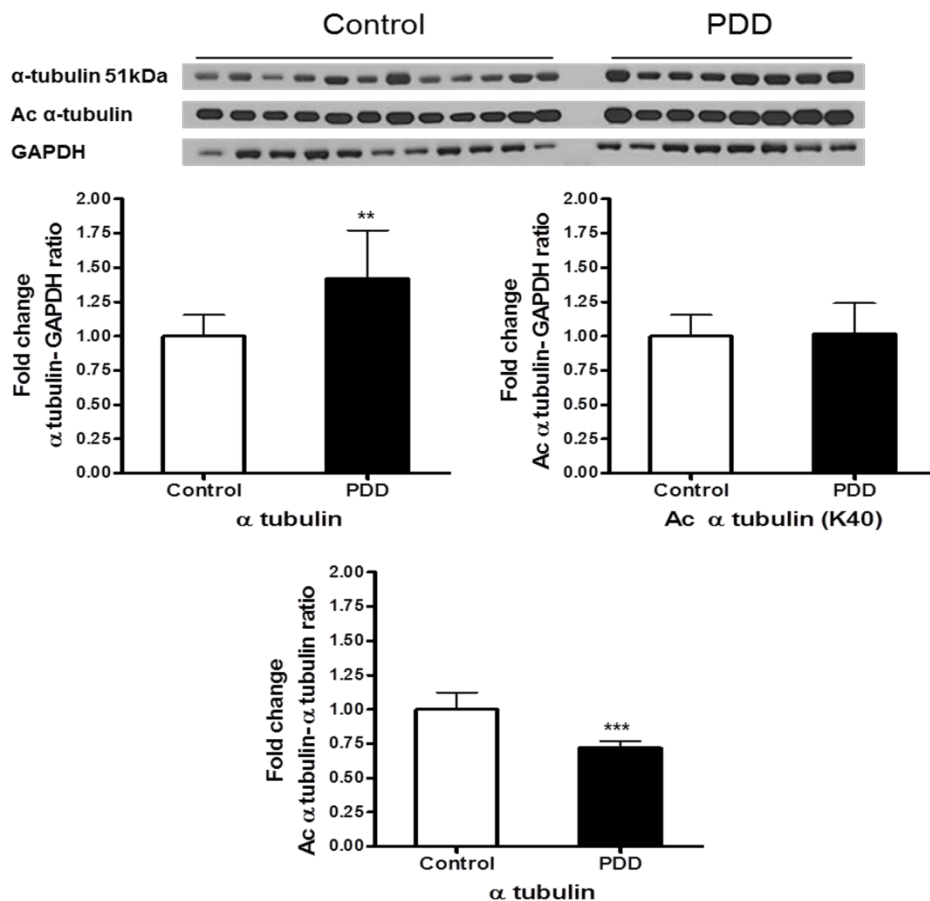 Control PDD
α-tubulin 51kDa
Ac α-tubulin
GAPDH
Fold change
α tubulin- GAPDH ratio
2.00
1.75
1.50
1.25
1.00
0.75
0.50
0.25
0.00
**
Control PDD
α tubulin
Fold change
Ac α tubulin- GAPDH ratio
2.00
1.75
1.50
1.25
1.00
0.75
0.50
0.25
0.00
Control PDD
Ac α tubulin (K40)
Fold change
Ac α tubulin- α tubulin ratio
2.00
1.75
1.50
1.25
1.00
0.75
0.50
0.25
0.00
***
Control PDD
α tubulin